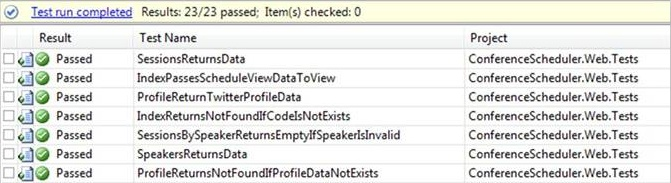 Test run completed Results: 23/23 passed; Item(s) checked: 0
Result Test Name Project
Passed SessionsReturnsData ConferenceScheduler.Web.Tests
Passed IndexPassesScheduleViewDataToView ConferenceScheduler.Web.Tests
Passed ProfileReturnTwitterProfileData ConferenceScheduler.Web.Tests
Passed IndexReturnsNotFoundIfCodeIsNotExists ConferenceScheduler.Web.Tests
Passed SessionsBySpeakerReturnsEmptyIfSpeakerIsInvalid ConferenceScheduler.Web.Tests
Passed SpeakersReturnsData ConferenceScheduler.Web.Tests
Passed ProfileReturnsNotFoundIfProfileDataNotExists ConferenceScheduler.Web.Tests